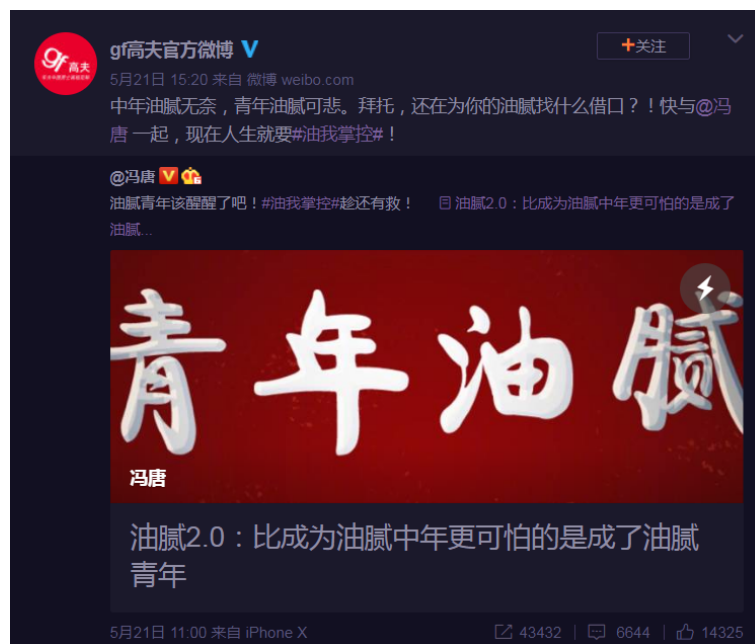 gf高夫
gf高夫官方微博 V
+关注
5月21日 15:20 来自 微博 weibo.com
中年油腻无奈，青年油腻可悲。拜托，还在为你的油腻找什么借口？！快与@冯
唐 一起，现在人生就要#油我掌控#！
@冯唐 V
油腻青年该醒醒了吧！#油我掌控#趁还有救！ 油腻2.0：比成为油腻中年更可怕的是成了
油腻...
青年油腻
冯唐
油腻2.0：比成为油腻中年更可怕的是成了油腻
青年
5月21日 11:00 来自 iPhone X
43432 | 6644 | 14325